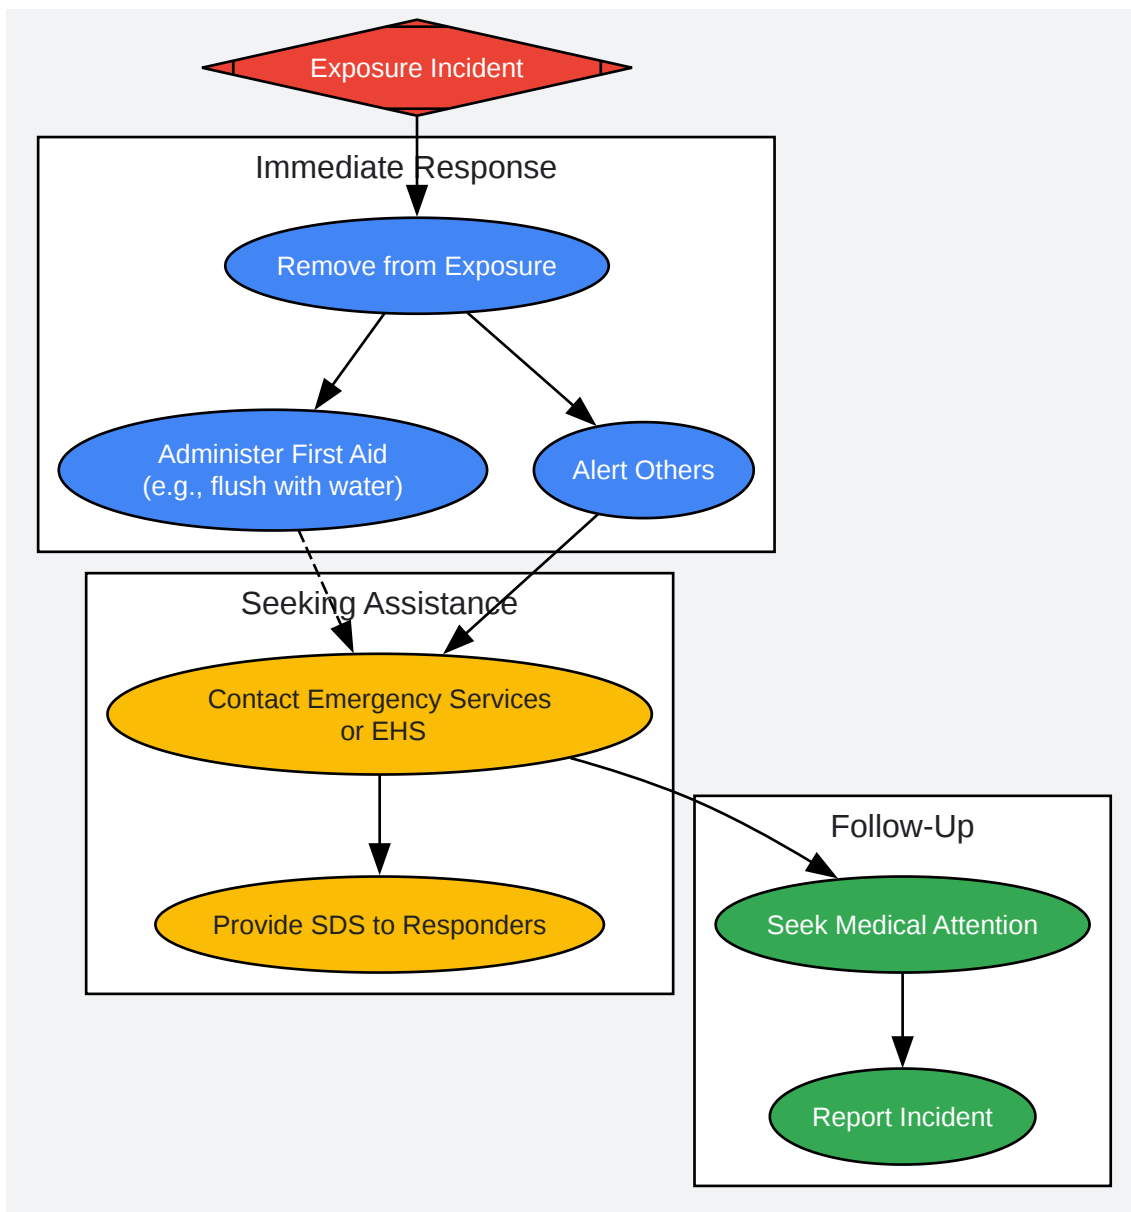 Exposure Incident
Immediate Response
Remove from Exposure
Administer First Aid
(e.g., flush with water)
Alert Others
Seeking Assistance
Contact Emergency Services
or EHS
Follow-Up
Provide SDS to Responders
Seek Medical Attention
Report Incident